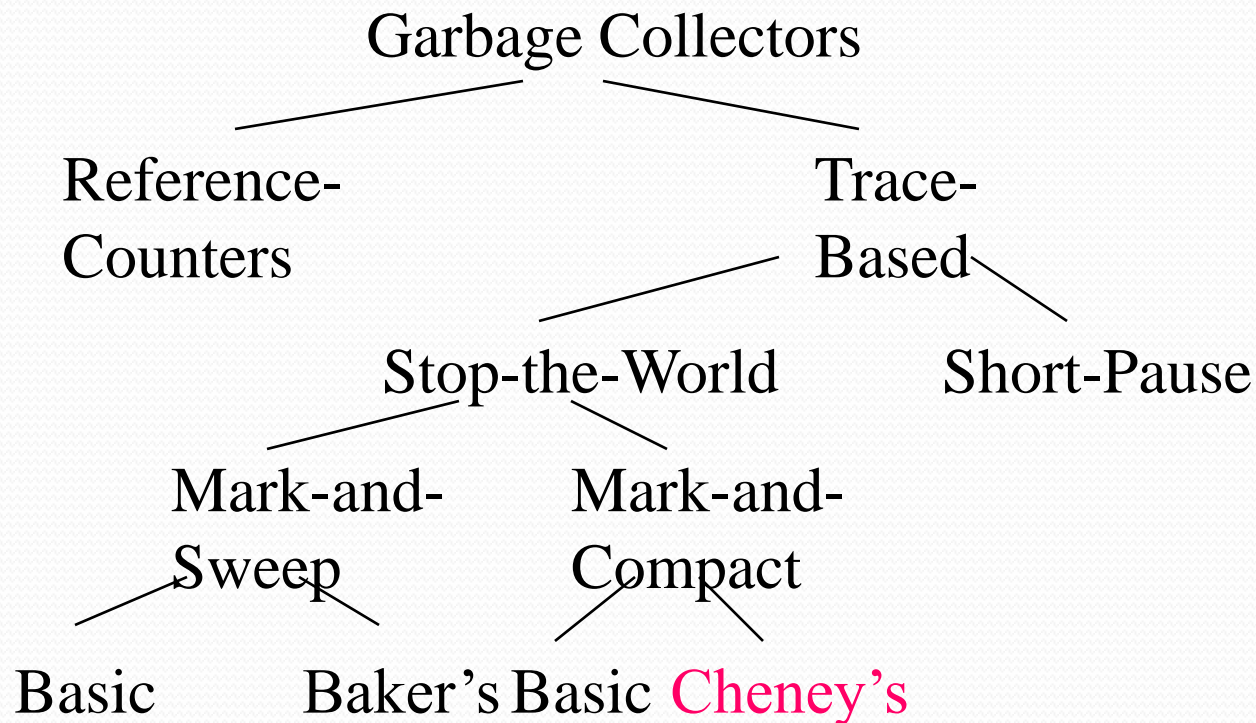 Garbage Collectors
Reference- Trace-
Counters Based
Stop-the-World Short-Pause
Mark-and- Mark-and-
Sweep Compact
Basic Baker’s Basic Cheney’s